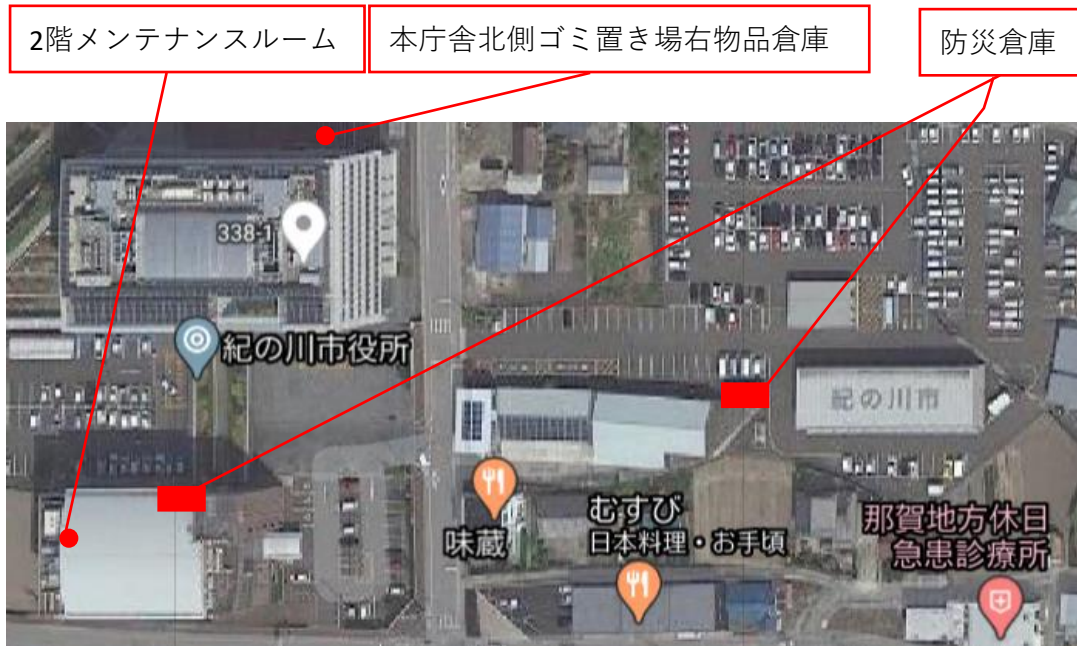 2階メンテナンスルーム
本庁舎北側ゴミ置き場右物品倉庫
防災倉庫
338-1
紀の川市役所
紀の川市
味蔵
むすび
日本料理・お手頃
那賀地方休日
急患診療所